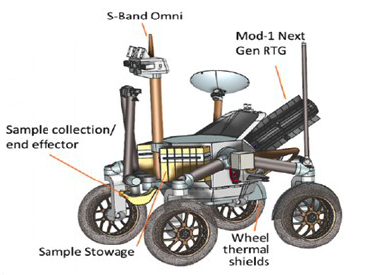 S-Band Omni
Mod-1 Next
Gen RTG
Sample collection/
end effector
Sample Stowage
Wheel
thermal
shields